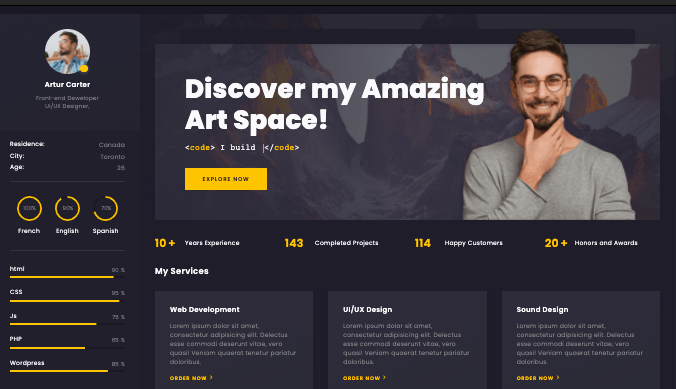 Artur Carter
Front-end Deweloper
Ui/UX Designer,
Residence: Canada
City: Toronto
Age: 26
100% 90% 70%
French English Spanish
html 90 %
CSS 95 %
Js 75 %
PHP 65 %
Wordpress 85 %
Discover my Amazing
Art Space!
<code> I build |</code>
EXPLORE NOW
10 + Years Experience
143 Completed Projects
114 Happy Customers
20 + Honors and Awards
My Services
Web Development
Lorem ipsum dolor sit amet,
consectetur adipisicing elit. Delectus
esse commodi deserunt vitae, vero
quasi! Veniam quaerat tenetur pariatur
doloribus.
ORDER NOW >
UI/UX Design
Lorem ipsum dolor sit amet,
consectetur adipisicing elit. Delectus
esse commodi deserunt vitae, vero
quasi! Veniam quaerat tenetur pariatur
doloribus.
ORDER NOW >
Sound Design
Lorem ipsum dolor sit amet,
consectetur adipisicing elit. Delectus
esse commodi deserunt vitae, vero
quasi! Veniam quaerat tenetur pariatur
doloribus.
ORDER NOW >